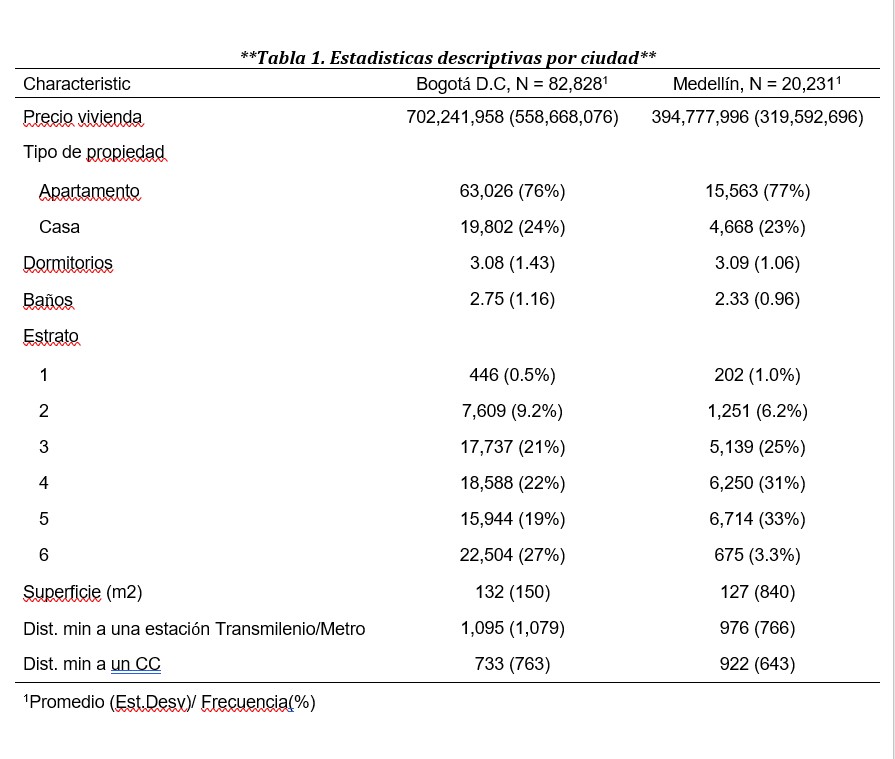 **Tabla 1. Estadisticas descriptivas por ciudad**
Characteristic Bogotá D.C, N = 82,828¹ Medellín, N = 20,231¹
Precio vivienda 702,241,958 (558,668,076) 394,777,996 (319,592,696)
Tipo de propiedad
Apartamento 63,026 (76%) 15,563 (77%)
Casa 19,802 (24%) 4,668 (23%)
Dormitorios 3.08 (1.43) 3.09 (1.06)
Baños 2.75 (1.16) 2.33 (0.96)
Estrato
1 446 (0.5%) 202 (1.0%)
2 7,609 (9.2%) 1,251 (6.2%)
3 17,737 (21%) 5,139 (25%)
4 18,588 (22%) 6,250 (31%)
5 15,944 (19%) 6,714 (33%)
6 22,504 (27%) 675 (3.3%)
Superficie (m2) 132 (150) 127 (840)
Dist. min a una estación Transmilenio/Metro 1,095 (1,079) 976 (766)
Dist. min a un CC 733 (763) 922 (643)
¹Promedio (Est.Desv)/ Frecuencia(%)